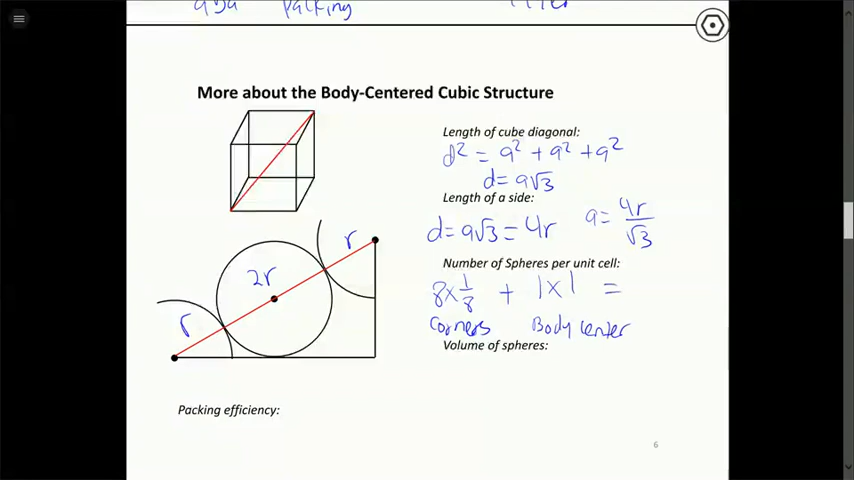 More about the Body-Centered Cubic Structure
Length of cube diagonal:
d² = a² + a² + a²
d = a√3
Length of a side:
d = a√3 = 4r a = 4r/√3
Number of Spheres per unit cell:
8 x 1/8 + 1 x 1 =
Corners Body center
Volume of spheres:
r
2r
r
Packing efficiency:
6